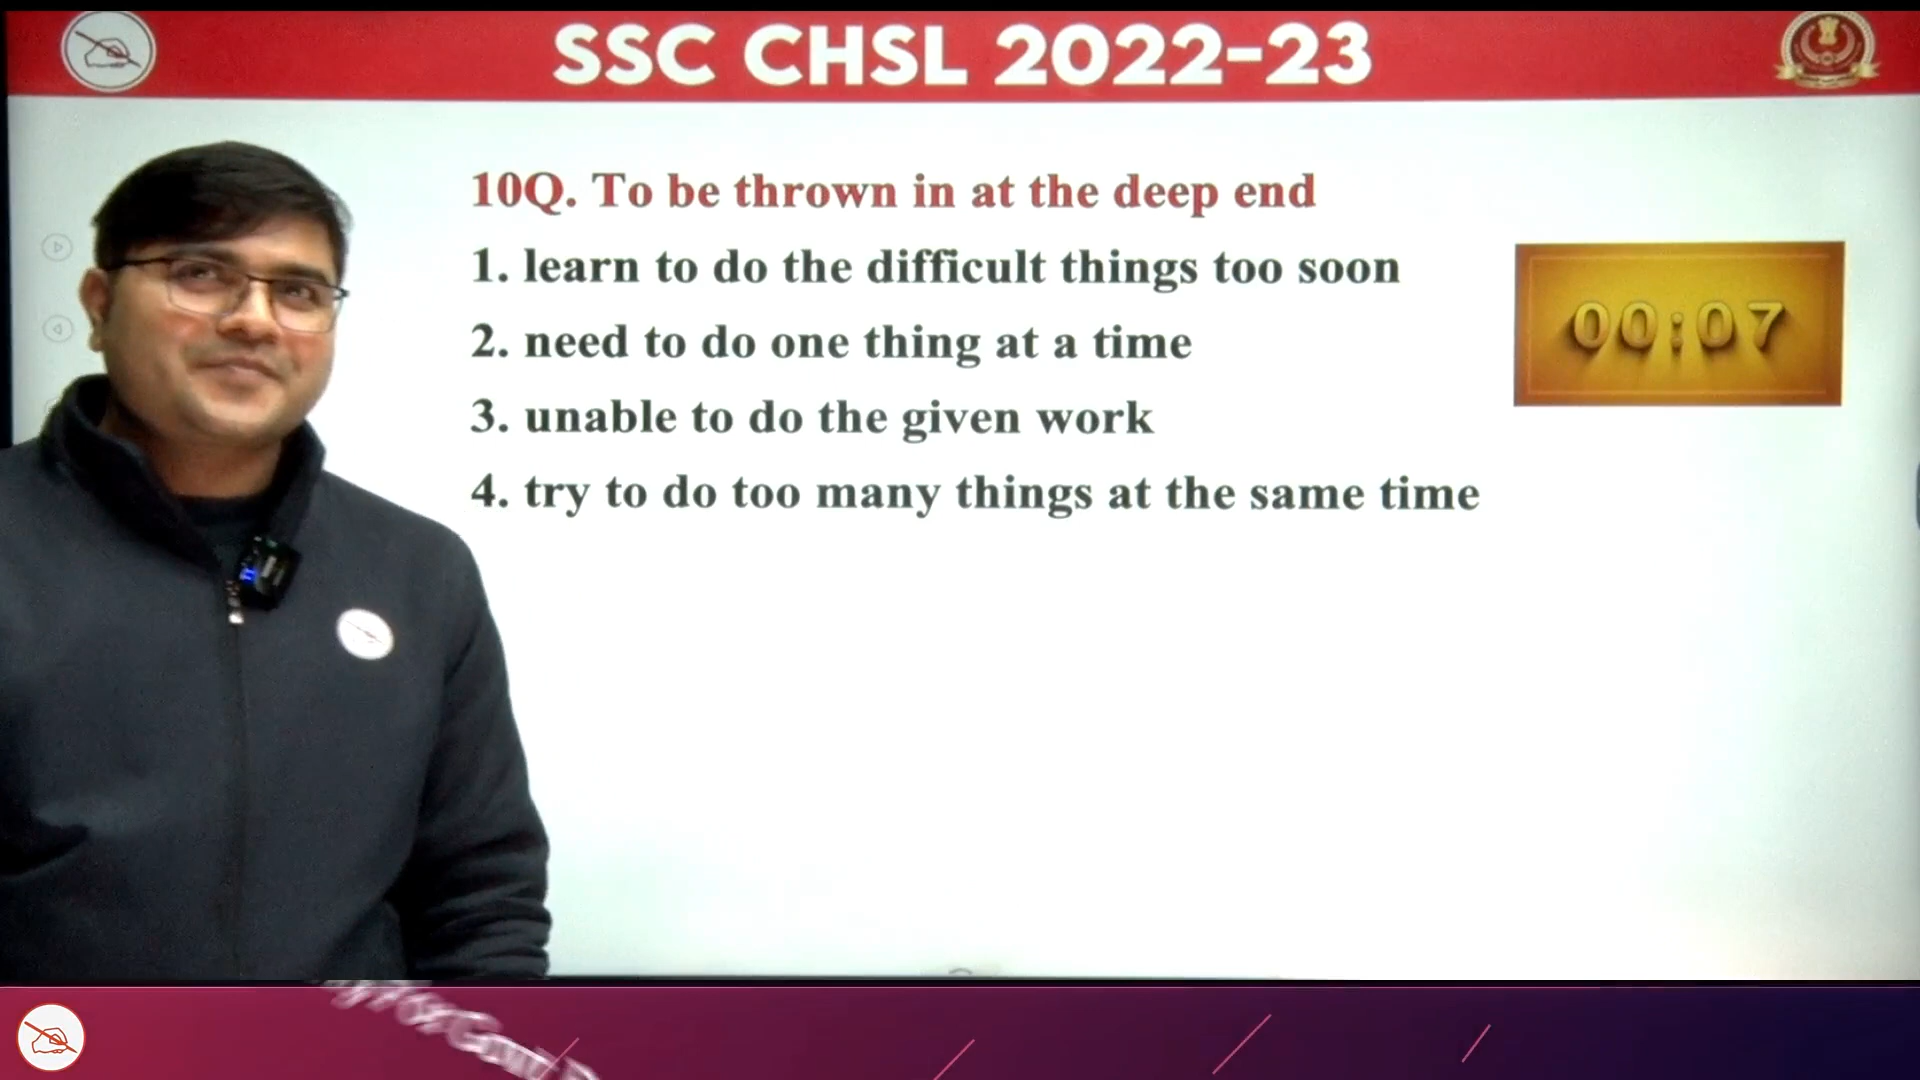 SSC CHSL 2022-23
10Q. To be thrown in at the deep end
1. learn to do the difficult things too soon
2. need to do one thing at a time
3. unable to do the given work
4. try to do too many things at the same time
00:07